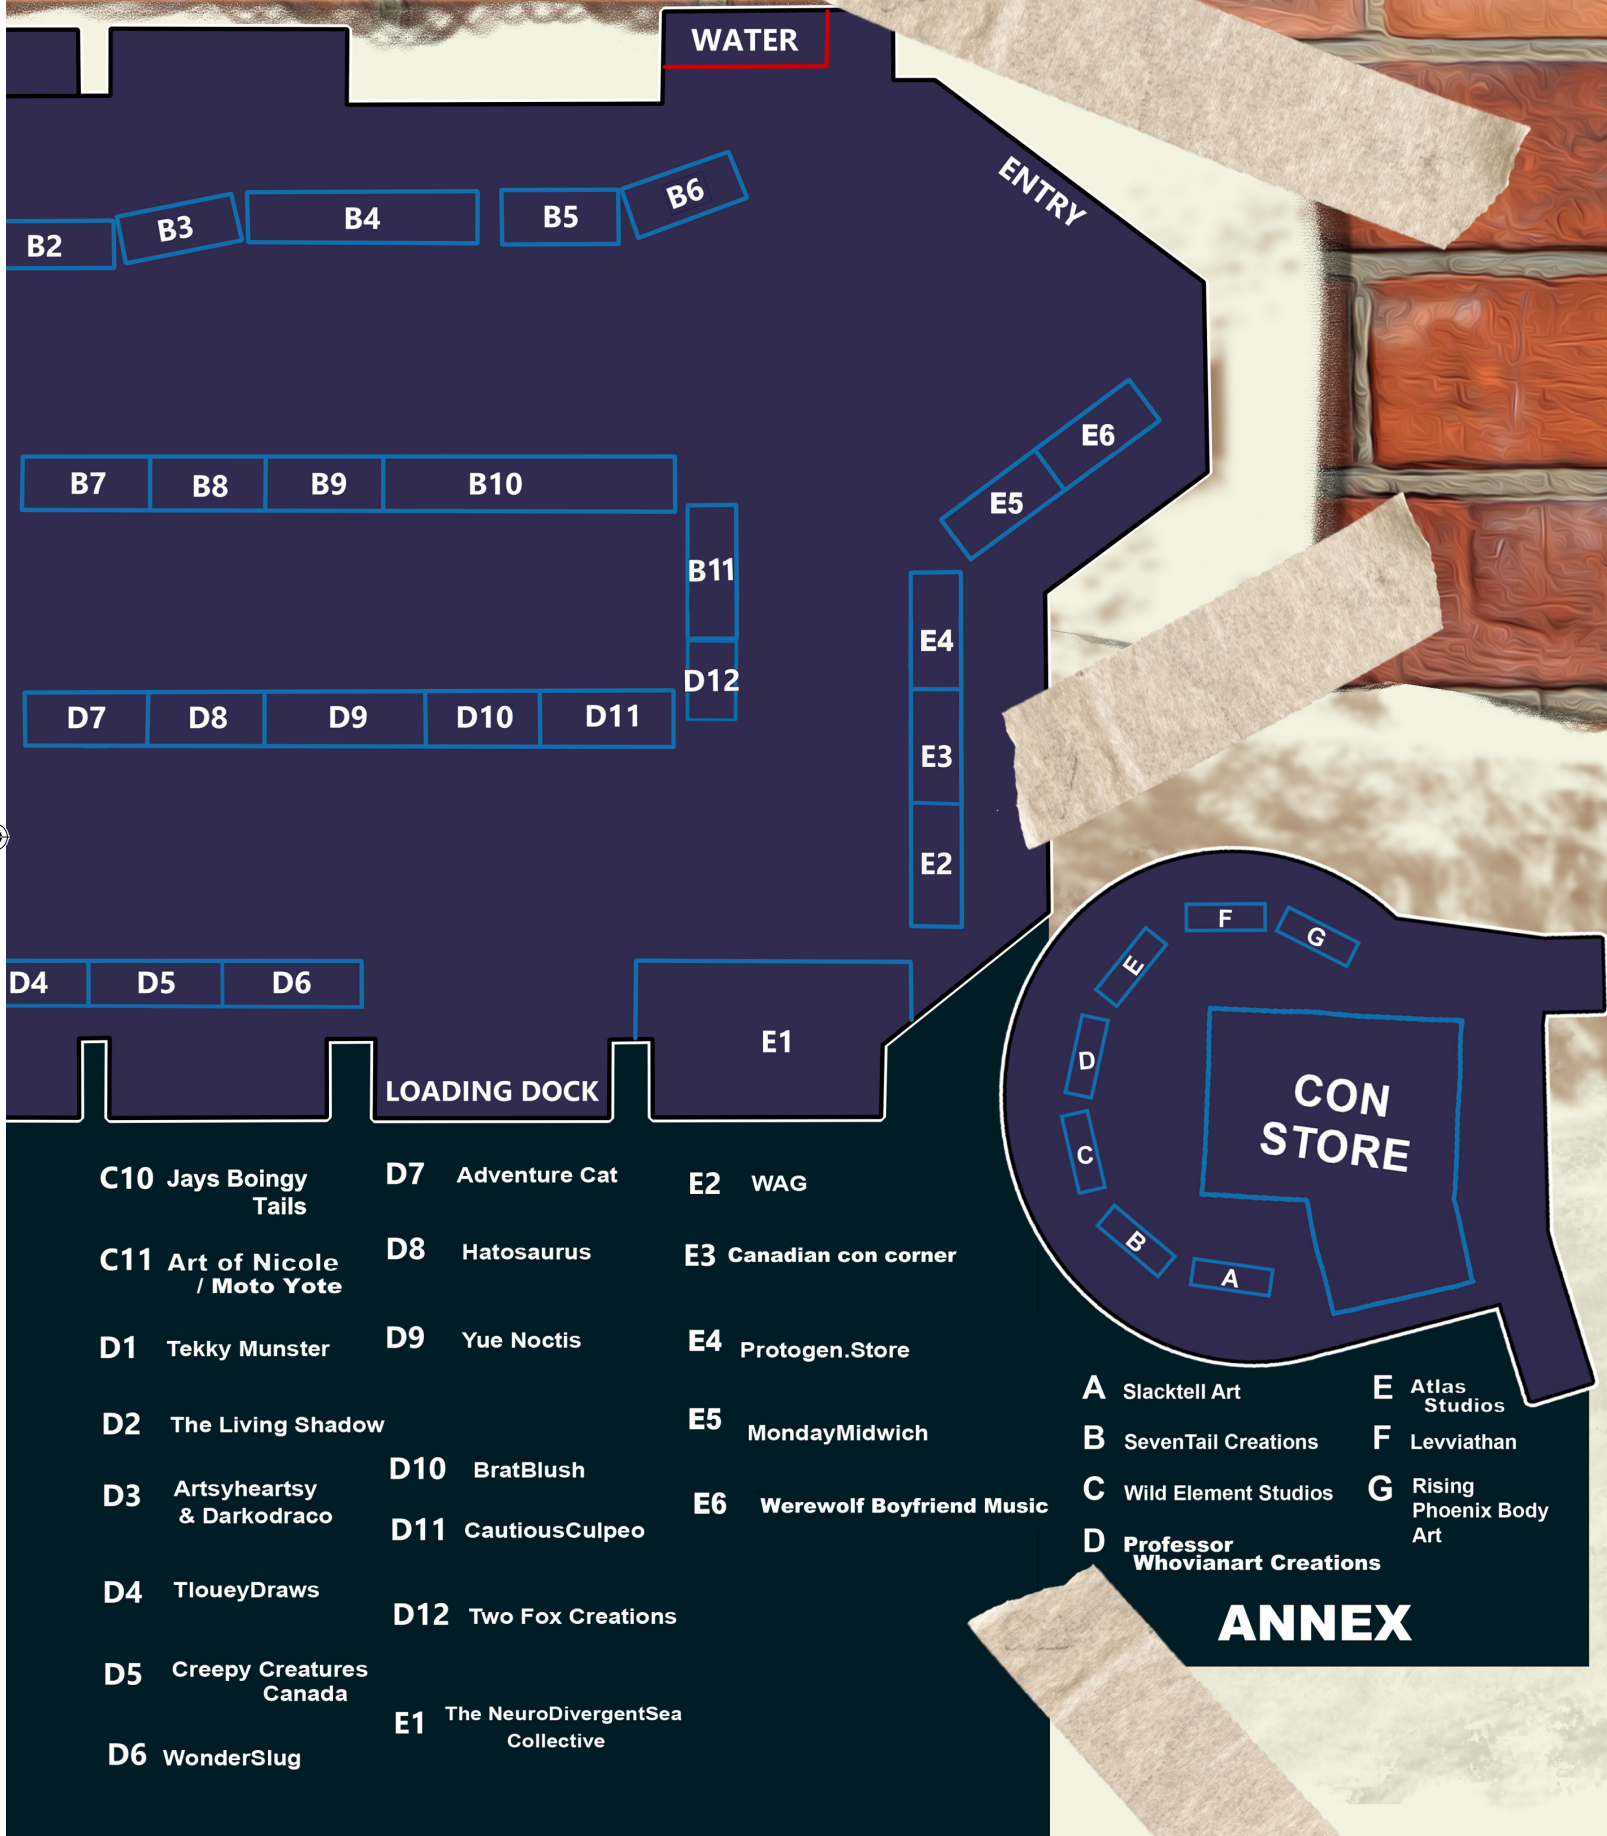 WATER
ENTRY
B2
B3
B4
B5
B6
E6
E5
B7
B8
B9
B10
B11
E4
D12
D7
D8
D9
D10
D11
E3
E2
D4
D5
D6
E1
LOADING DOCK
F
G
E
D
C
B
A
CON
STORE
C10 Jays Boingy
Tails
C11 Art of Nicole
/ Moto Yote
D1 Tekky Munster
D2 The Living Shadow
D3 Artsyheartsy
& Darkodraco
D4 TloueyDraws
D5 Creepy Creatures
Canada
D6 WonderSlug
D7 Adventure Cat
D8 Hatosaurus
D9 Yue Noctis
D10 BratBlush
D11 CautiousCulpeo
D12 Two Fox Creations
E1 The NeuroDivergentSea
Collective
E2 WAG
E3 Canadian con corner
E4 Protogen.Store
E5 MondayMidwich
E6 Werewolf Boyfriend Music
A Slacktell Art
B SevenTail Creations
C Wild Element Studios
D Professor
Whovianart Creations
E Atlas
Studios
F Levviathan
G Rising
Phoenix Body
Art
ANNEX